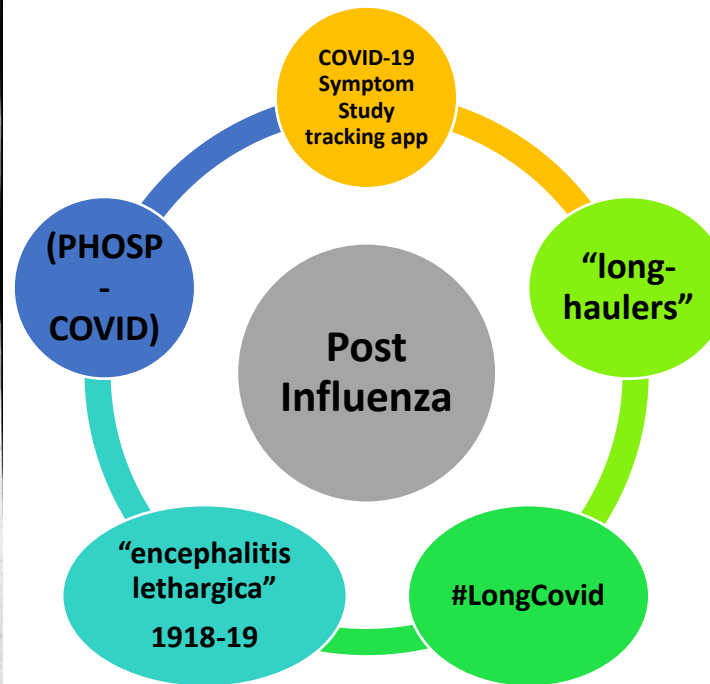 COVID-19
Symptom
Study
tracking app
(PHOSP
-
COVID)
“long-
haulers”
Post
Influenza
“encephalitis
lethargica”
1918-19
#LongCovid